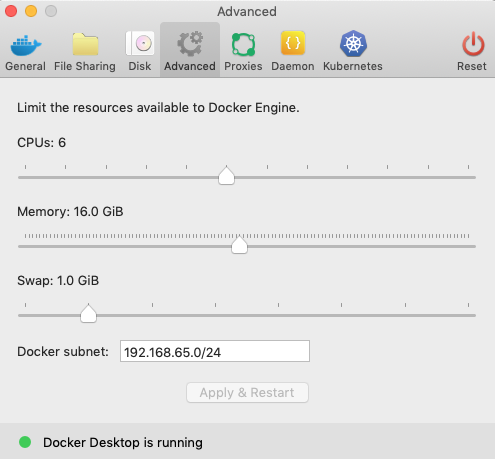 Advanced
General File Sharing Disk Advanced Proxies Daemon Kubernetes Reset
Limit the resources available to Docker Engine.
CPUs: 6
Memory: 16.0 GiB
Swap: 1.0 GiB
Docker subnet: 192.168.65.0/24
Apply & Restart
Docker Desktop is running